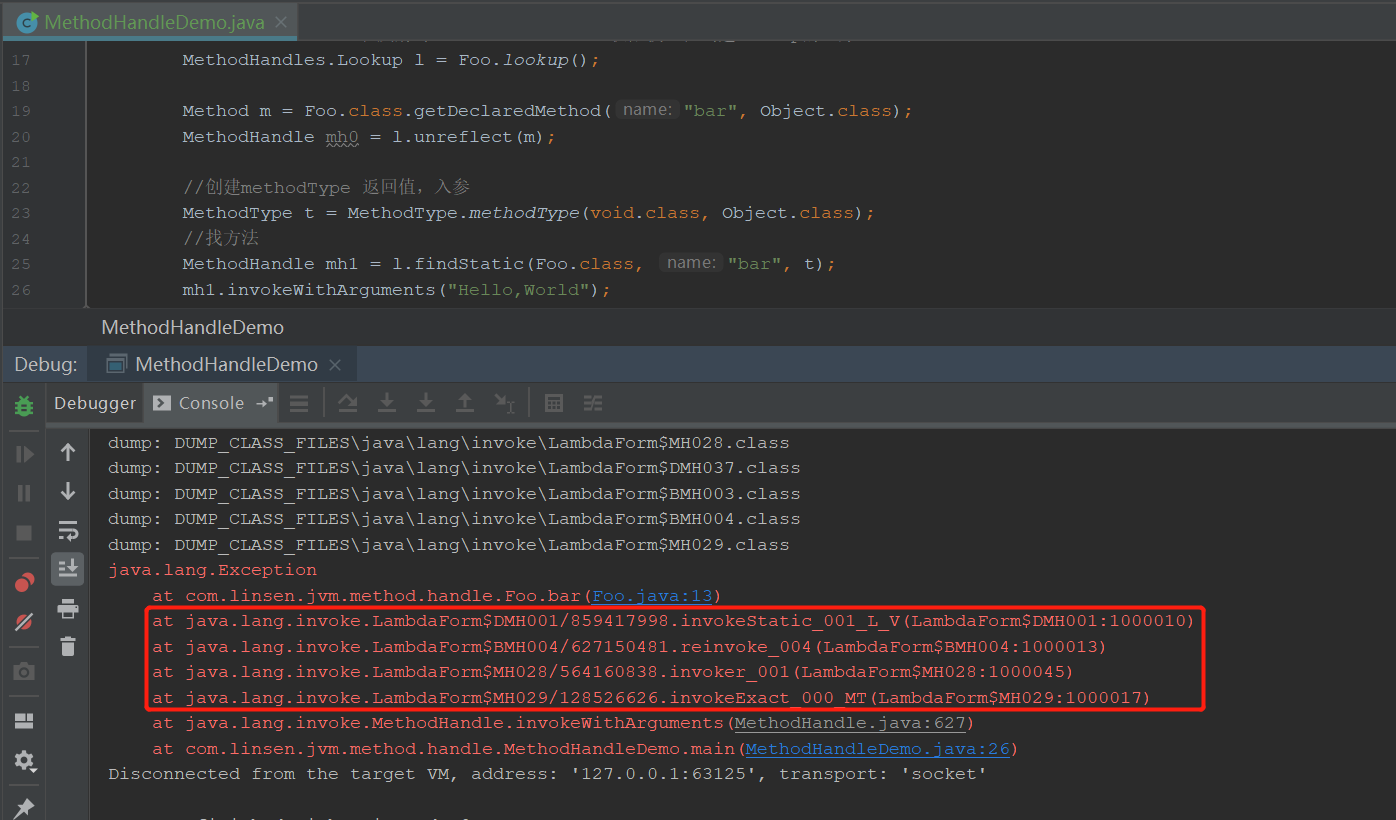 MethodHandleDemo.java
17 MethodHandles.Lookup l = Foo.lookup();
18
19 Method m = Foo.class.getDeclaredMethod( name: "bar", Object.class);
20 MethodHandle mh0 = l.unreflect(m);
21
22 //创建methodType 返回值，入参
23 MethodType t = MethodType.methodType(void.class, Object.class);
24 //找方法
25 MethodHandle mh1 = l.findStatic(Foo.class, name: "bar", t);
26 mh1.invokeWithArguments("Hello,World");
MethodHandleDemo
Debug: MethodHandleDemo
Debugger Console
dump: DUMP_CLASS_FILES\java\lang\invoke\LambdaForm$MH028.class
dump: DUMP_CLASS_FILES\java\lang\invoke\LambdaForm$DMH037.class
dump: DUMP_CLASS_FILES\java\lang\invoke\LambdaForm$BMH003.class
dump: DUMP_CLASS_FILES\java\lang\invoke\LambdaForm$BMH004.class
dump: DUMP_CLASS_FILES\java\lang\invoke\LambdaForm$MH029.class
java.lang.Exception
at com.linsen.jvm.method.handle.Foo.bar(Foo.java:13)
at java.lang.invoke.LambdaForm$DMH001/859417998.invokeStatic_001_L_V(LambdaForm$DMH001:1000010)
at java.lang.invoke.LambdaForm$BMH004/627150481.reinvoke_004(LambdaForm$BMH004:1000013)
at java.lang.invoke.LambdaForm$MH028/564160838.invoker_001(LambdaForm$MH028:1000045)
at java.lang.invoke.LambdaForm$MH029/128526626.invokeExact_000_MT(LambdaForm$MH029:1000017)
at java.lang.invoke.MethodHandle.invokeWithArguments(MethodHandle.java:627)
at com.linsen.jvm.method.handle.MethodHandleDemo.main(MethodHandleDemo.java:26)
Disconnected from the target VM, address: '127.0.0.1:63125', transport: 'socket'